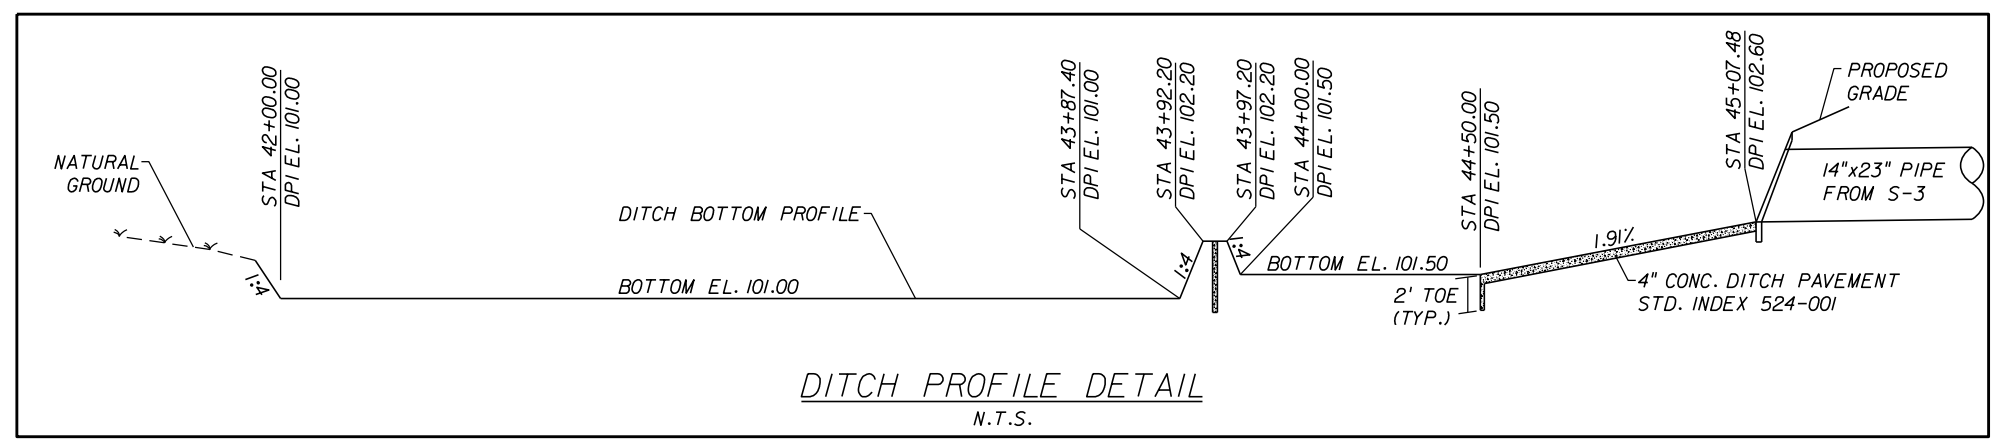 NATURAL
GROUND
1:4
STA 42+00.00
DPI EL. 101.00
DITCH BOTTOM PROFILE
BOTTOM EL. 101.00
STA 43+87.40
DPI EL. 101.00
STA 43+92.20
DPI EL. 102.20
STA 43+97.20
DPI EL. 102.20
STA 44+00.00
DPI EL. 101.50
1:4
1:4
BOTTOM EL. 101.50
STA 44+50.00
DPI EL. 101.50
2' TOE
(TYP.)
1.91%
4" CONC. DITCH PAVEMENT
STD. INDEX 524-001
STA 45+07.48
DPI EL. 102.60
PROPOSED
GRADE
14"x23" PIPE
FROM S-3
DITCH PROFILE DETAIL
N.T.S.